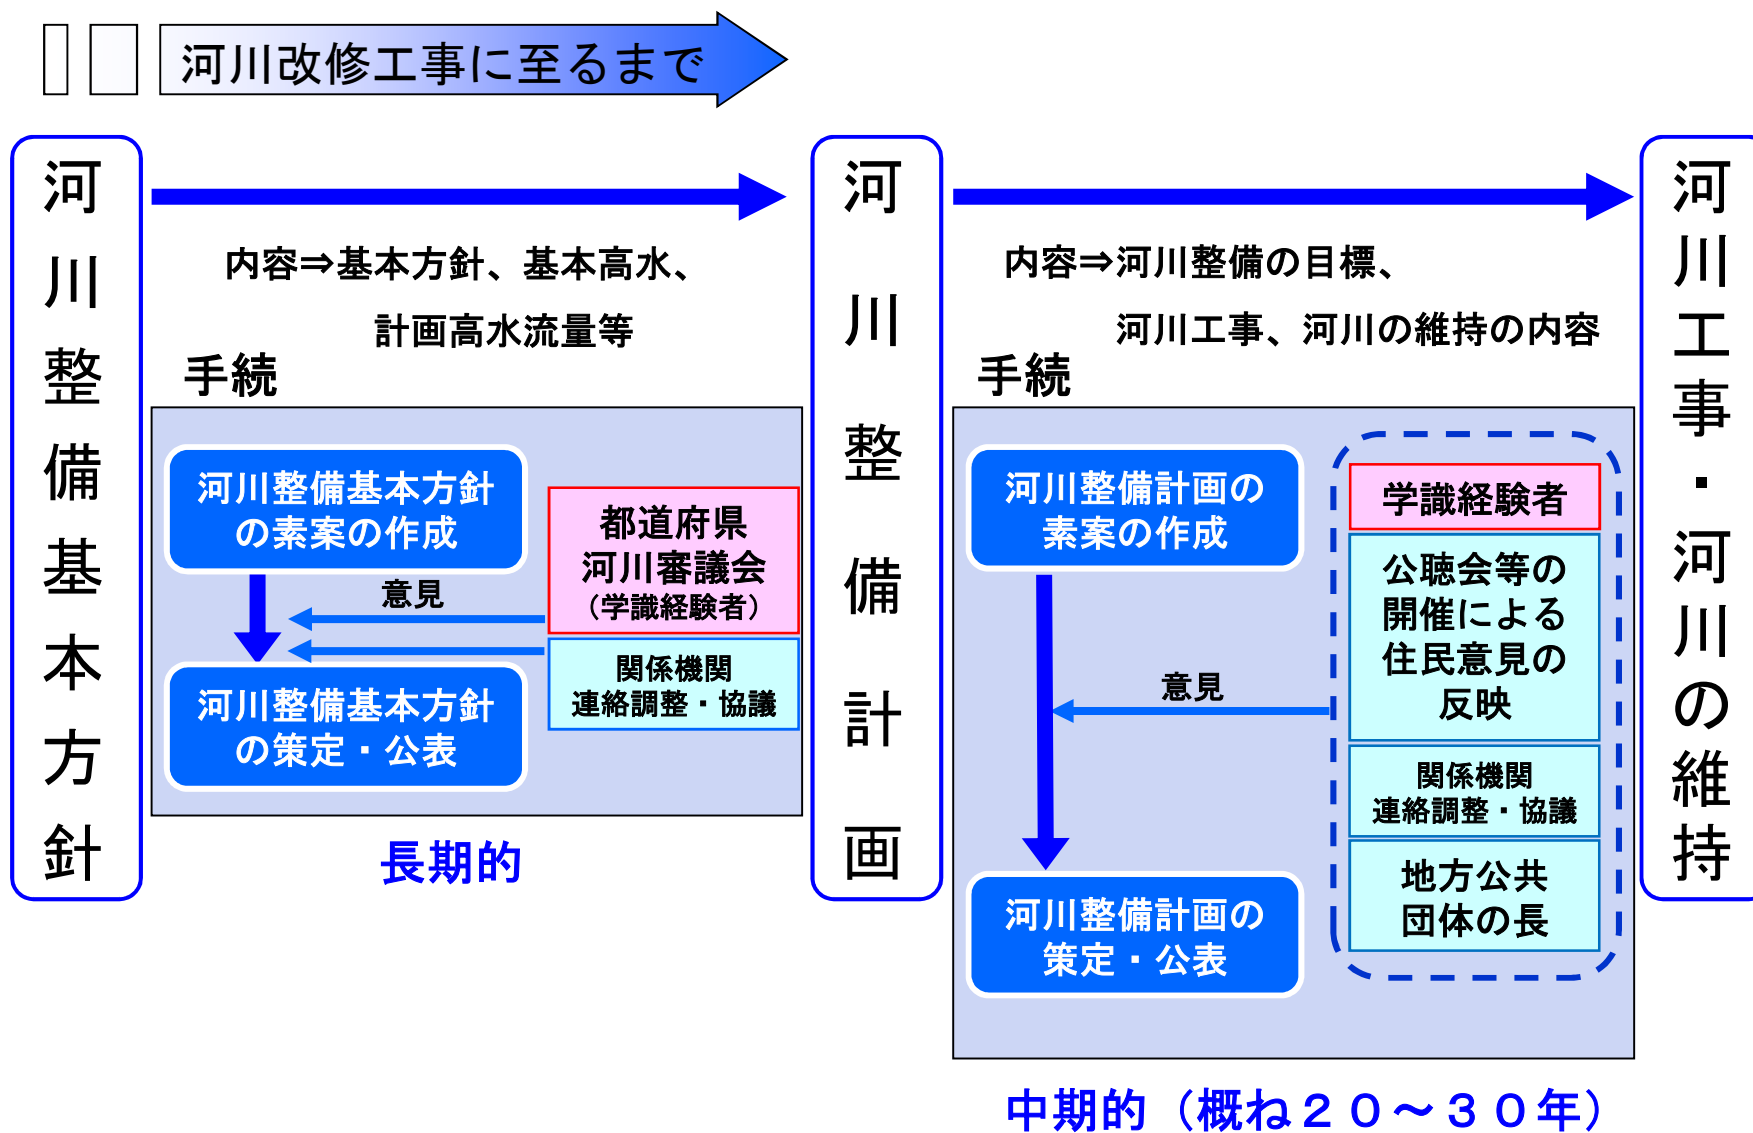 河川改修工事に至るまで
河川整備基本方針
内容⇒基本方針、基本高水、
計画高水流量等
手続
河川整備基本方針
の素案の作成
意見
都道府県
河川審議会
（学識経験者）
関係機関
連絡調整・協議
河川整備基本方針
の策定・公表
長期的
河川整備計画
内容⇒河川整備の目標、
河川工事、河川の維持の内容
手続
河川整備計画の
素案の作成
意見
学識経験者
公聴会等の
開催による
住民意見の
反映
関係機関
連絡調整・協議
地方公共
団体の長
河川整備計画の
策定・公表
中期的（概ね２０～３０年）
河川工事・河川の維持